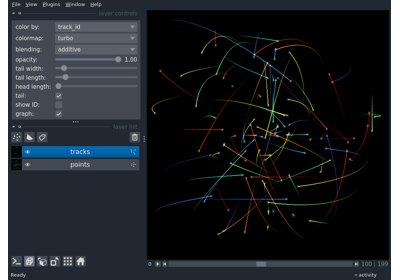 File View Plugins Window Help
layer controls
color by: track_id
colormap: turbo
blending: additive
opacity: 1.00
tail width:
tail length:
head length:
tail:
show ID:
graph:
layer list
tracks
points
Ready
100 199
activity